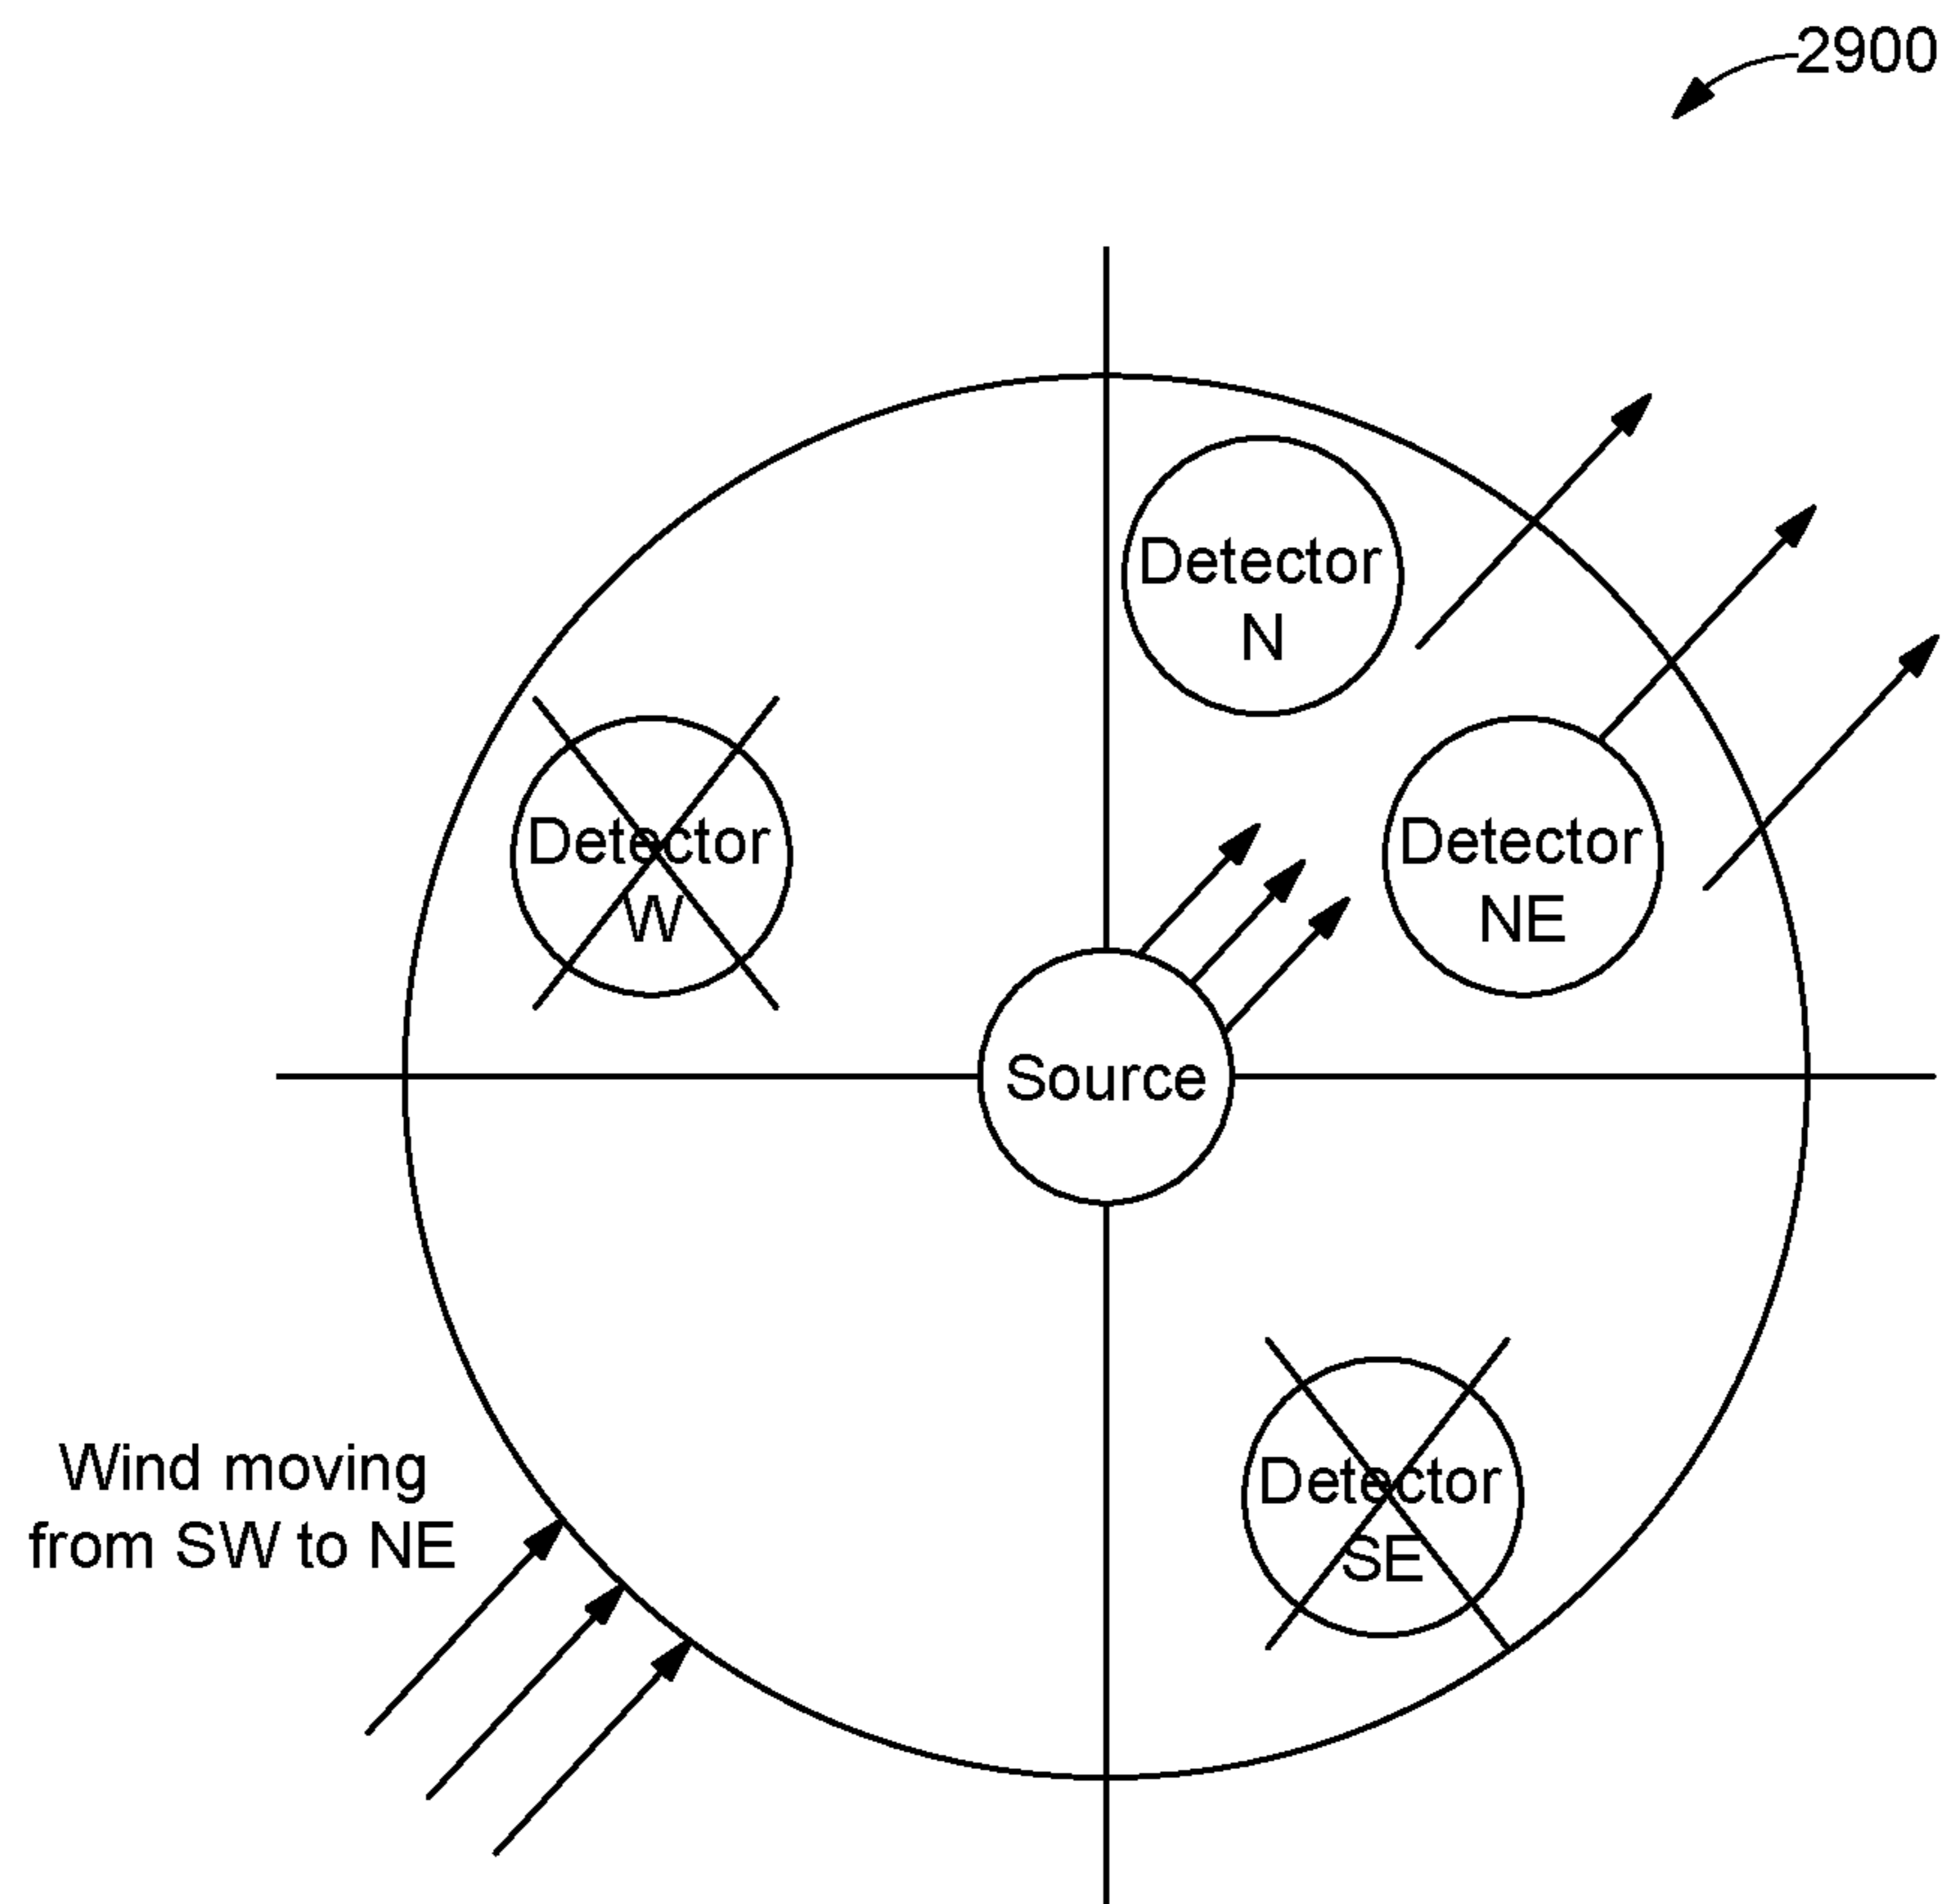 2900
Detector
N
Detector
W
Detector
NE
Source
Detector
SE
Wind moving
from SW to NE